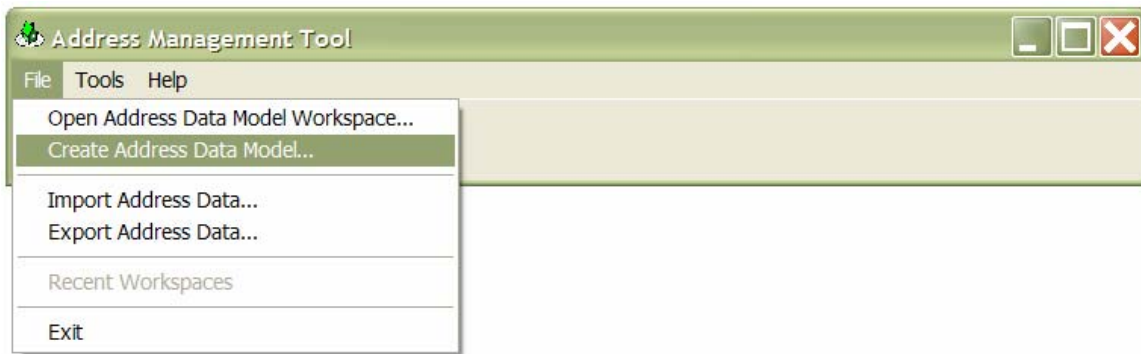 Address Management Tool
File Tools Help
Open Address Data Model Workspace...
Create Address Data Model...
Import Address Data...
Export Address Data...
Recent Workspaces
Exit